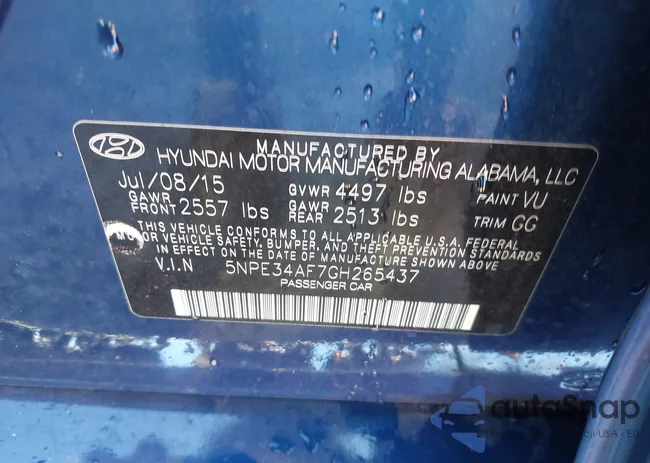 MANUFACTURED BY
HYUNDAI MOTOR MANUFACTURING ALABAMA, LLC
Jul/08/15 GVWR 4497 lbs PAINT VU
GAWR FRONT 2557 lbs GAWR REAR 2513 lbs TRIM GG
THIS VEHICLE CONFORMS TO ALL APPLICABLE U.S. FEDERAL
MOTOR VEHICLE SAFETY, BUMPER, AND THEFT PREVENTION STANDARDS
IN EFFECT ON THE DATE OF MANUFACTURE SHOWN ABOVE
V.I.N 5NPE34AF7GH265437
PASSENGER CAR
autoSnap
USA i EU